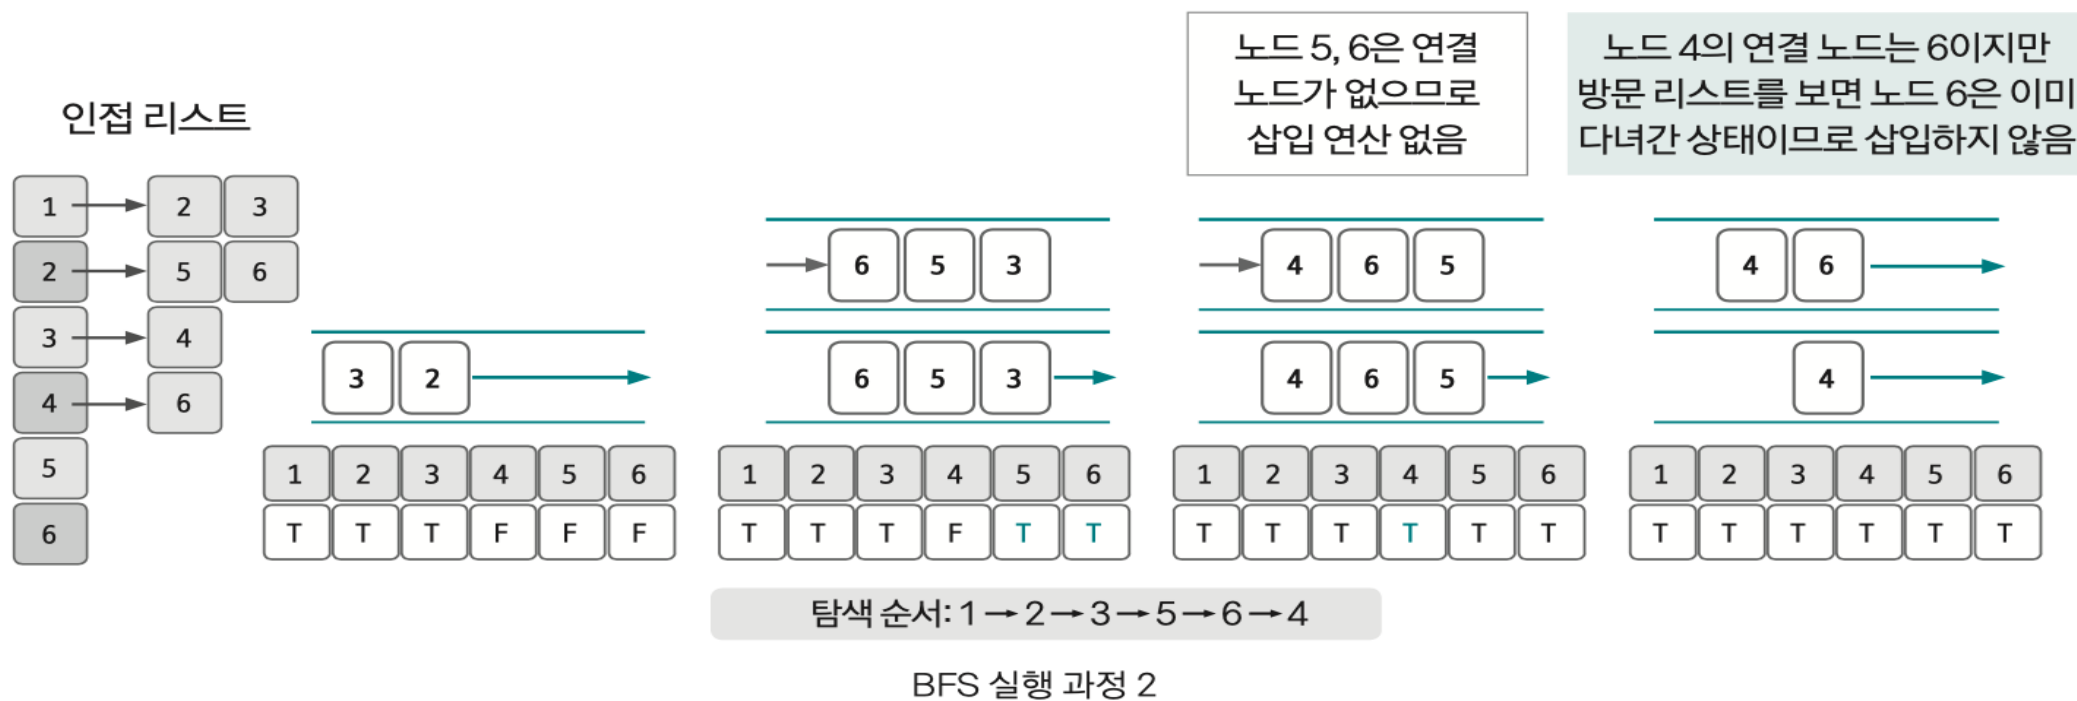 노드 5, 6은 연결
노드가 없으므로
삽입 연산 없음
노드 4의 연결 노드는 6이지만
방문 리스트를 보면 노드 6은 이미
다녀간 상태이므로 삽입하지 않음
인접 리스트
1 2 3
2 5 6
3 4
4 6
5
6
3 2
1 2 3 4 5 6
T T T F F F
6 5 3
6 5 3
1 2 3 4 5 6
T T T F T T
4 6 5
4 6 5
1 2 3 4 5 6
T T T T T T
4 6
4
1 2 3 4 5 6
T T T T T T
탐색 순서: 1 → 2 → 3 → 5 → 6 → 4
BFS 실행 과정 2